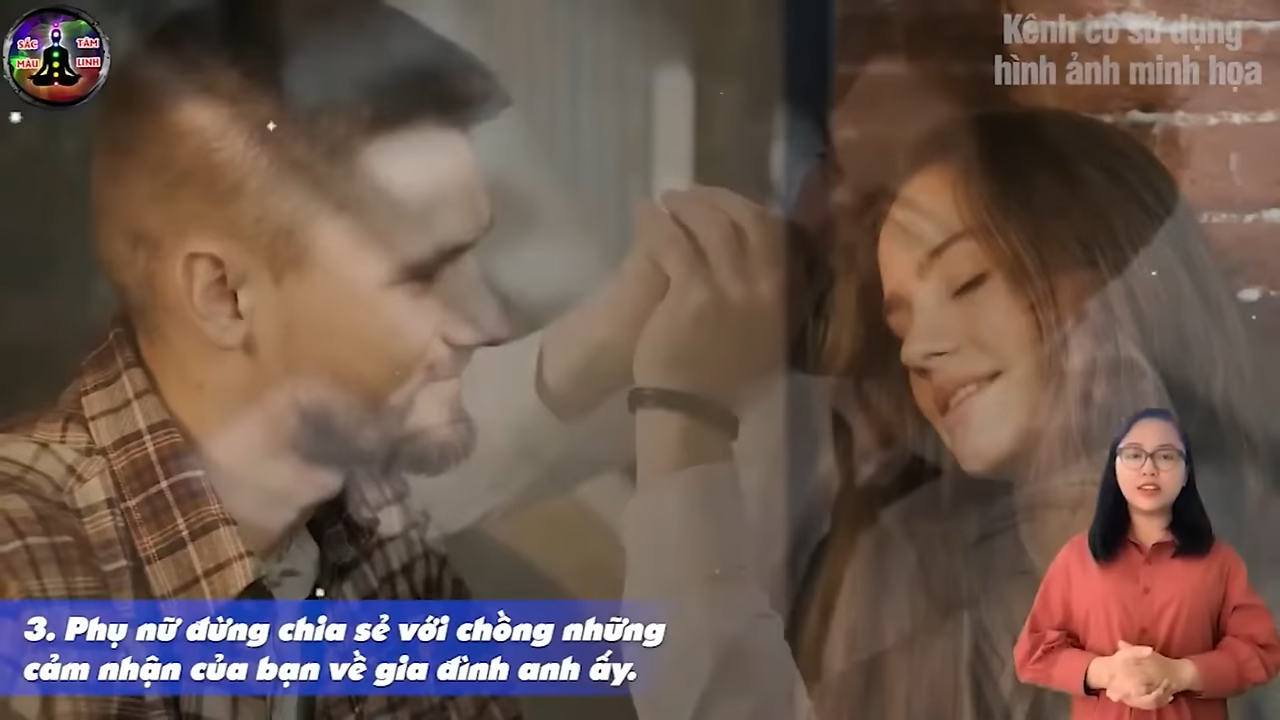 SẮC TÂM
MÀU LINH
Kênh có sử dụng
hình ảnh minh họa
3. Phụ nữ đừng chia sẻ với chồng những
cảm nhận của bạn về gia đình anh ấy.